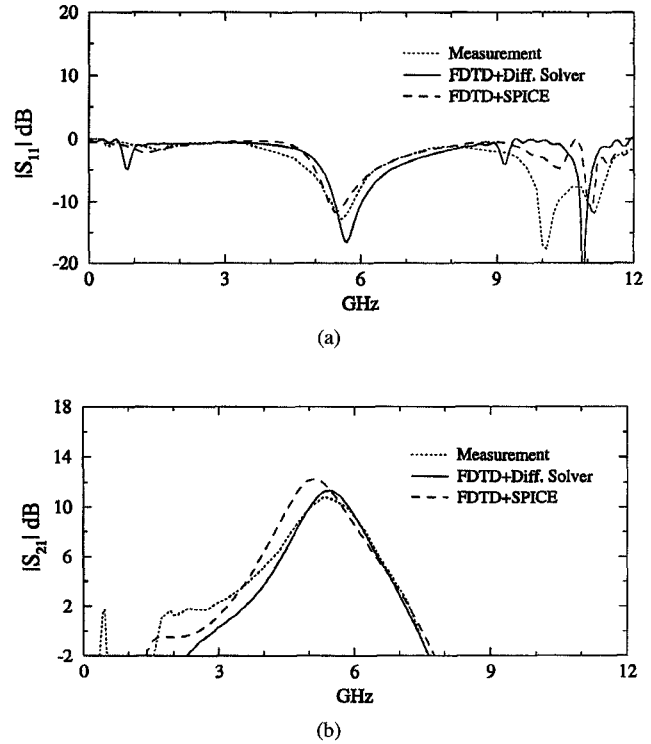 20
10
0
-10
-20
|S11| dB
Measurement
FDTD+Diff. Solver
FDTD+SPICE
0 3 6 9 12
GHz
(a)
18
14
10
6
2
-2
|S21| dB
Measurement
FDTD+Diff. Solver
FDTD+SPICE
0 3 6 9 12
GHz
(b)